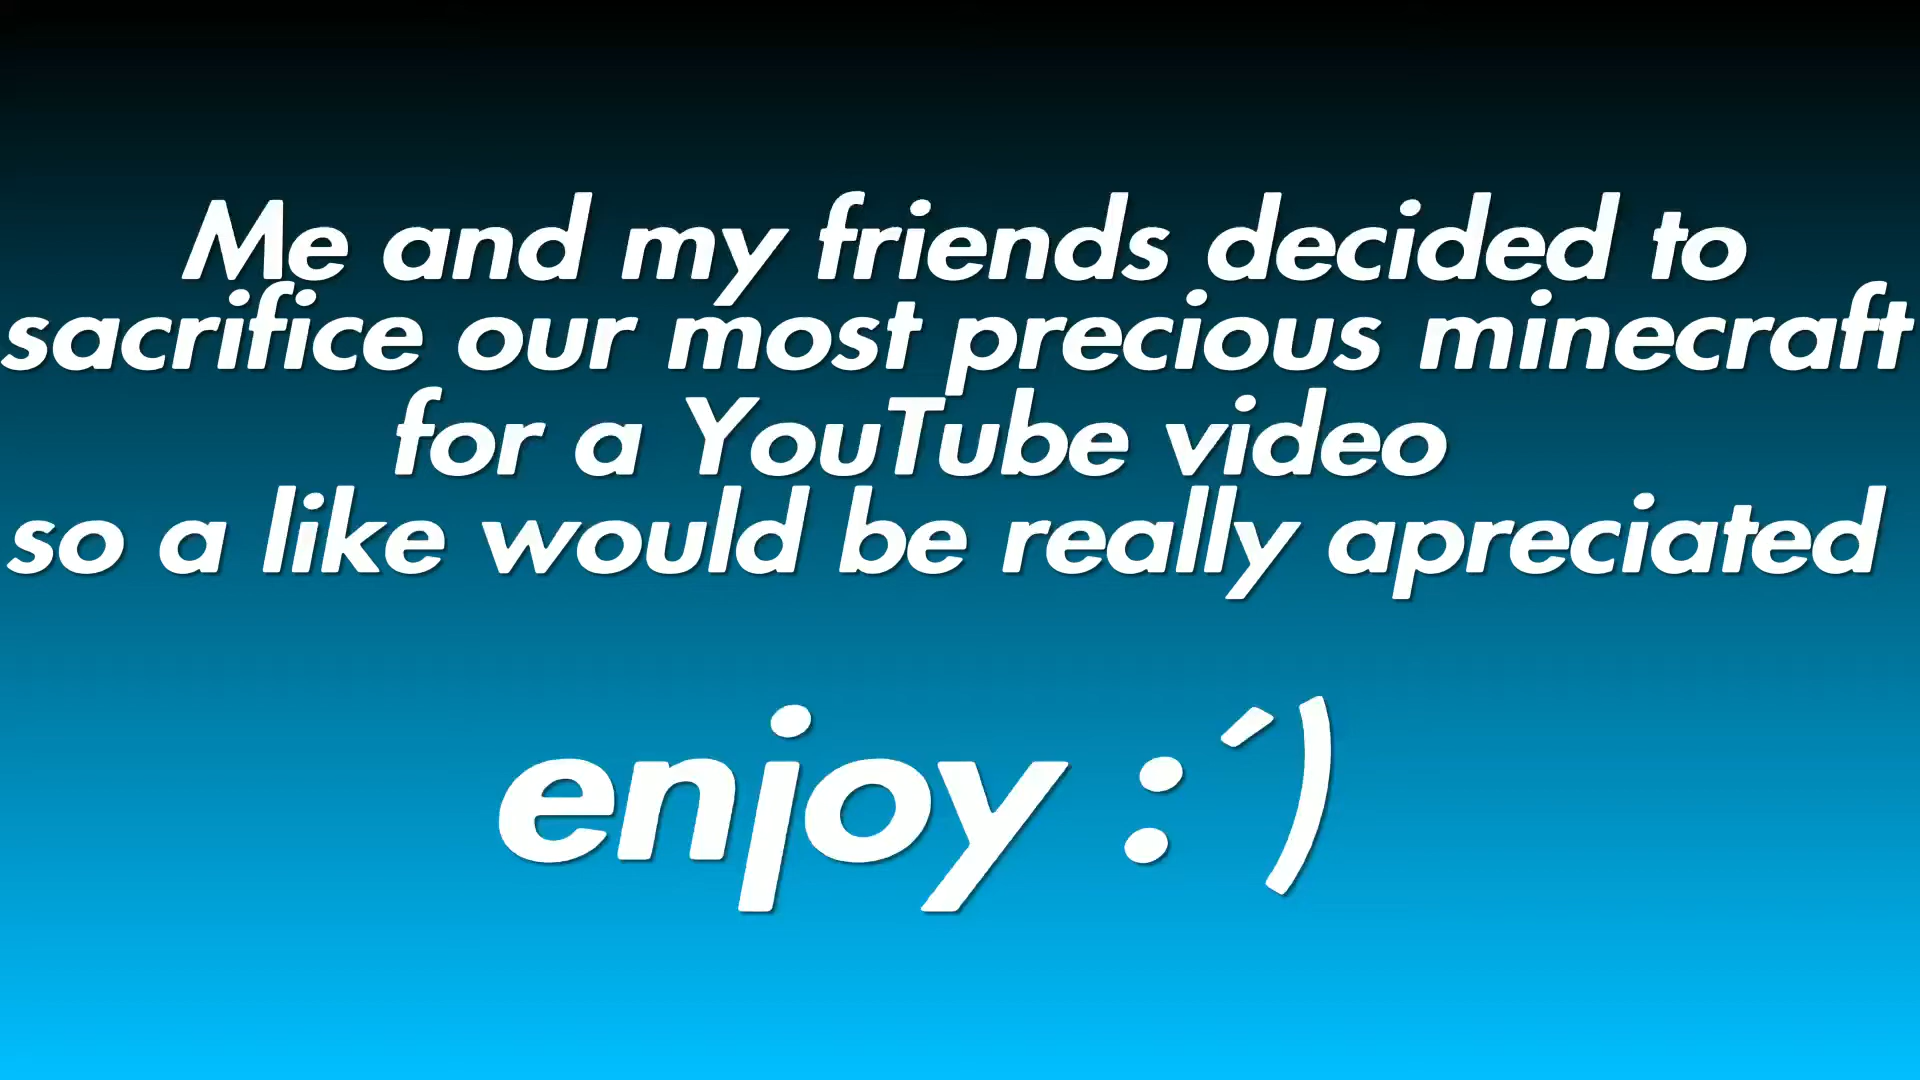 Me and my friends decided to
sacrifice our most precious minecraft
for a YouTube video
so a like would be really apreciated
enjoy :´)